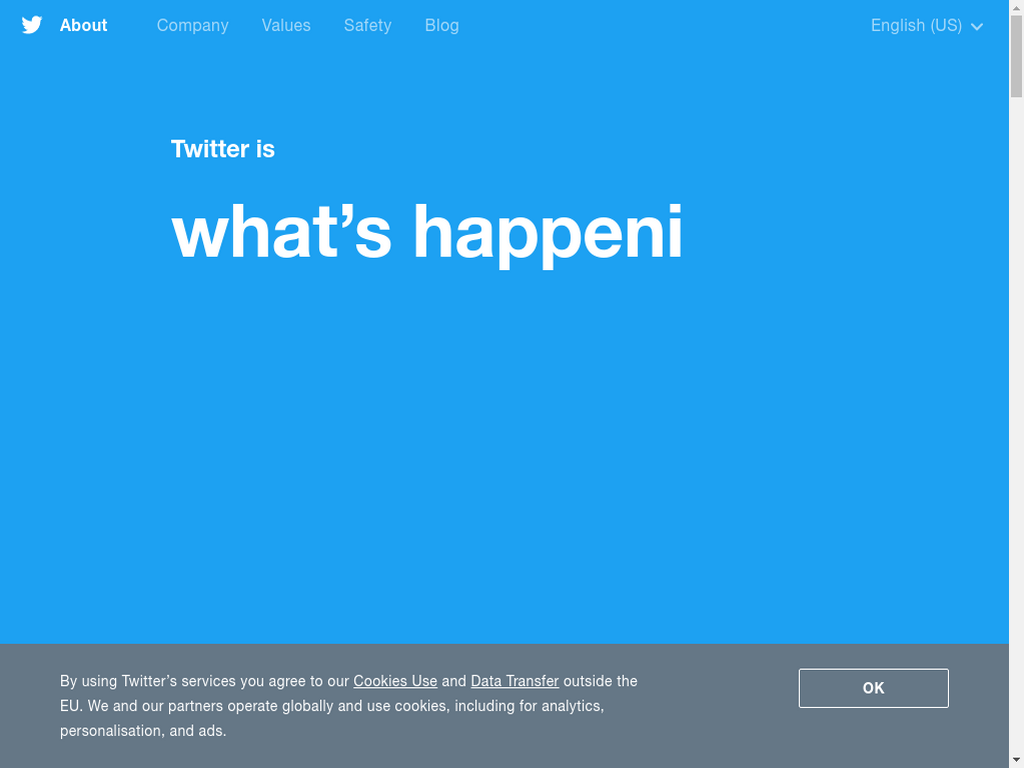 About Company Values Safety Blog English (US)
Twitter is
what’s happeni
By using Twitter’s services you agree to our Cookies Use and Data Transfer outside the
EU. We and our partners operate globally and use cookies, including for analytics,
personalisation, and ads.
OK